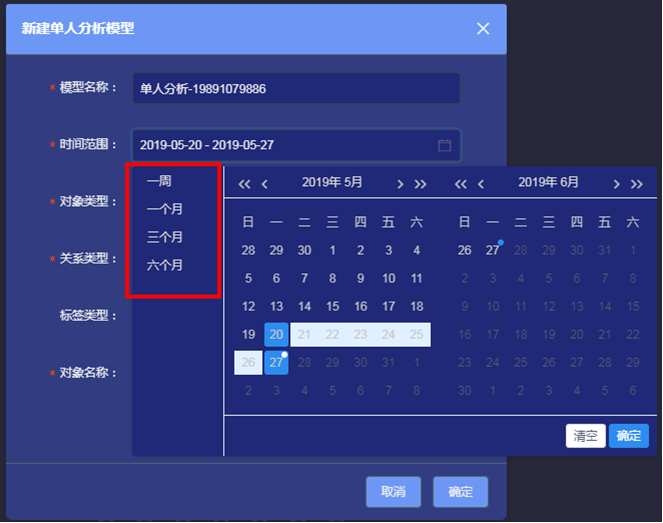 新建单人分析模型
* 模型名称： 单人分析-19891079886
* 时间范围： 2019-05-20 - 2019-05-27
* 对象类型：
* 关系类型：
标签类型：
* 对象名称：
一周
一个月
三个月
六个月
2019年 5月
日 一 二 三 四 五 六
28 29 30 1 2 3 4
5 6 7 8 9 10 11
12 13 14 15 16 17 18
19 20 21 22 23 24 25
26 27 28 29 30 31 1
2 3 4 5 6 7 8
2019年 6月
日 一 二 三 四 五 六
26 27 28 29 30 31 1
2 3 4 5 6 7 8
9 10 11 12 13 14 15
16 17 18 19 20 21 22
23 24 25 26 27 28 29
30 1 2 3 4 5 6
清空 确定
取消 确定